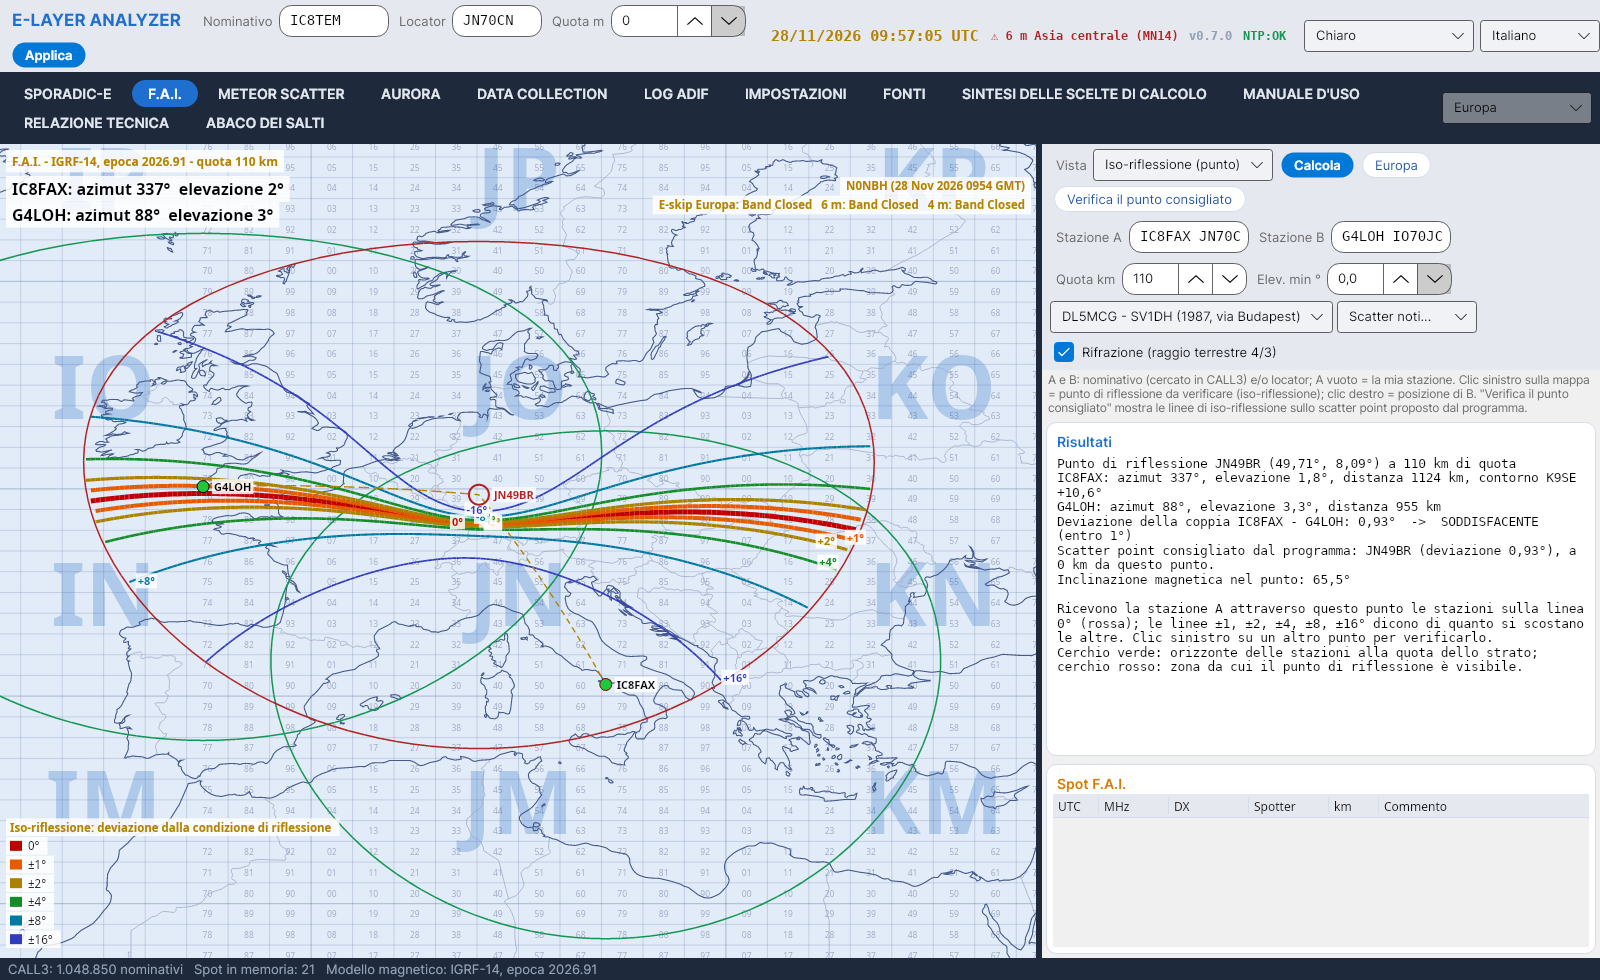 E-LAYER ANALYZER
Nominativo IC8TEM Locator JN70CN Quota m 0
28/11/2026 09:57:05 UTC ⚠ 6 m Asia centrale (MN14) v0.7.0 NTP:OK
Chiaro
Italiano
Applica
SPORADIC-E F.A.I. METEOR SCATTER AURORA DATA COLLECTION LOG ADIF IMPOSTAZIONI FONTI SINTESI DELLE SCELTE DI CALCOLO MANUALE D'USO
RELAZIONE TECNICA ABACO DEI SALTI
Europa
F.A.I. - IGRF-14, epoca 2026.91 - quota 110 km
IC8FAX: azimut 337° elevazione 2°
G4LOH: azimut 88° elevazione 3°
N0NBH (28 Nov 2026 0954 GMT)
E-skip Europa: Band Closed 6 m: Band Closed 4 m: Band Closed
JP
KP
IO
JO
KO
G4LOH
JN49BR
-16°
0°
+2°
+1°
+4°
+8°
IN
JN
KN
+16°
IC8FAX
IM
JM
KM
Iso-riflessione: deviazione dalla condizione di riflessione
0°
±1°
±2°
±4°
±8°
±16°
Vista Iso-riflessione (punto) Calcola Europa
Verifica il punto consigliato
Stazione A IC8FAX JN70C Stazione B G4LOH IO70JC
Quota km 110 Elev. min ° 0,0
DL5MCG - SV1DH (1987, via Budapest) Scatter noti...
Rifrazione (raggio terrestre 4/3)
A e B: nominativo (cercato in CALL3) e/o locator; A vuoto = la mia stazione. Clic sinistro sulla mappa
= punto di riflessione da verificare (iso-riflessione); clic destro = posizione di B. "Verifica il punto
consigliato" mostra le linee di iso-riflessione sullo scatter point proposto dal programma.
Risultati
Punto di riflessione JN49BR (49,71°, 8,09°) a 110 km di quota
IC8FAX: azimut 337°, elevazione 1,8°, distanza 1124 km, contorno K9SE
+10,6°
G4LOH: azimut 88°, elevazione 3,3°, distanza 955 km
Deviazione della coppia IC8FAX - G4LOH: 0,93° -> SODDISFACENTE
(entro 1°)
Scatter point consigliato dal programma: JN49BR (deviazione 0,93°), a
0 km da questo punto.
Inclinazione magnetica nel punto: 65,5°
Ricevono la stazione A attraverso questo punto le stazioni sulla linea
0° (rossa); le linee ±1, ±2, ±4, ±8, ±16° dicono di quanto si scostano
le altre. Clic sinistro su un altro punto per verificarlo.
Cerchio verde: orizzonte delle stazioni alla quota dello strato;
cerchio rosso: zona da cui il punto di riflessione è visibile.
Spot F.A.I.
UTC MHz DX Spotter km Commento
CALL3: 1.048.850 nominativi Spot in memoria: 21 Modello magnetico: IGRF-14, epoca 2026.91